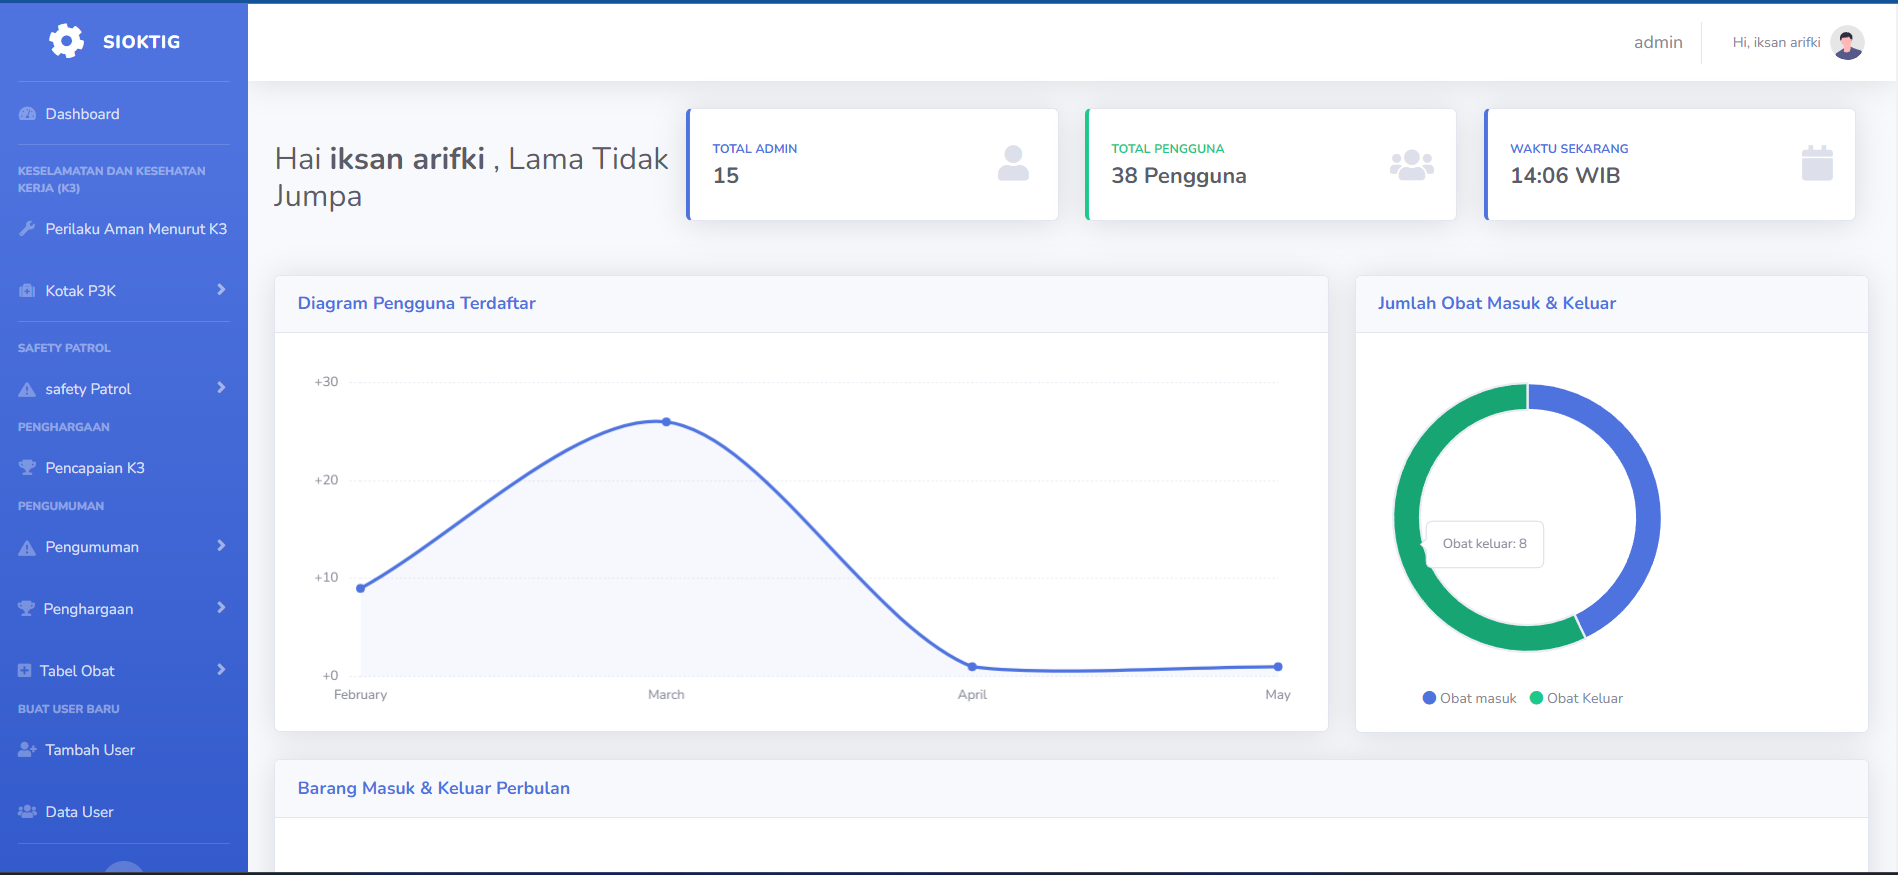 SIOKTIG
Dashboard
KESELAMATAN DAN KESEHATAN
KERJA (K3)
Perilaku Aman Menurut K3
Kotak P3K
SAFETY PATROL
safety Patrol
PENGHARGAAN
Pencapaian K3
PENGUMUMAN
Pengumuman
Penghargaan
Tabel Obat
BUAT USER BARU
Tambah User
Data User
admin
Hi, iksan arifki
Hai iksan arifki , Lama Tidak
Jumpa
TOTAL ADMIN
15
TOTAL PENGGUNA
38 Pengguna
WAKTU SEKARANG
14:06 WIB
Diagram Pengguna Terdaftar
+30
+20
+10
+0
February March April May
Jumlah Obat Masuk & Keluar
Obat keluar: 8
Obat masuk Obat Keluar
Barang Masuk & Keluar Perbulan